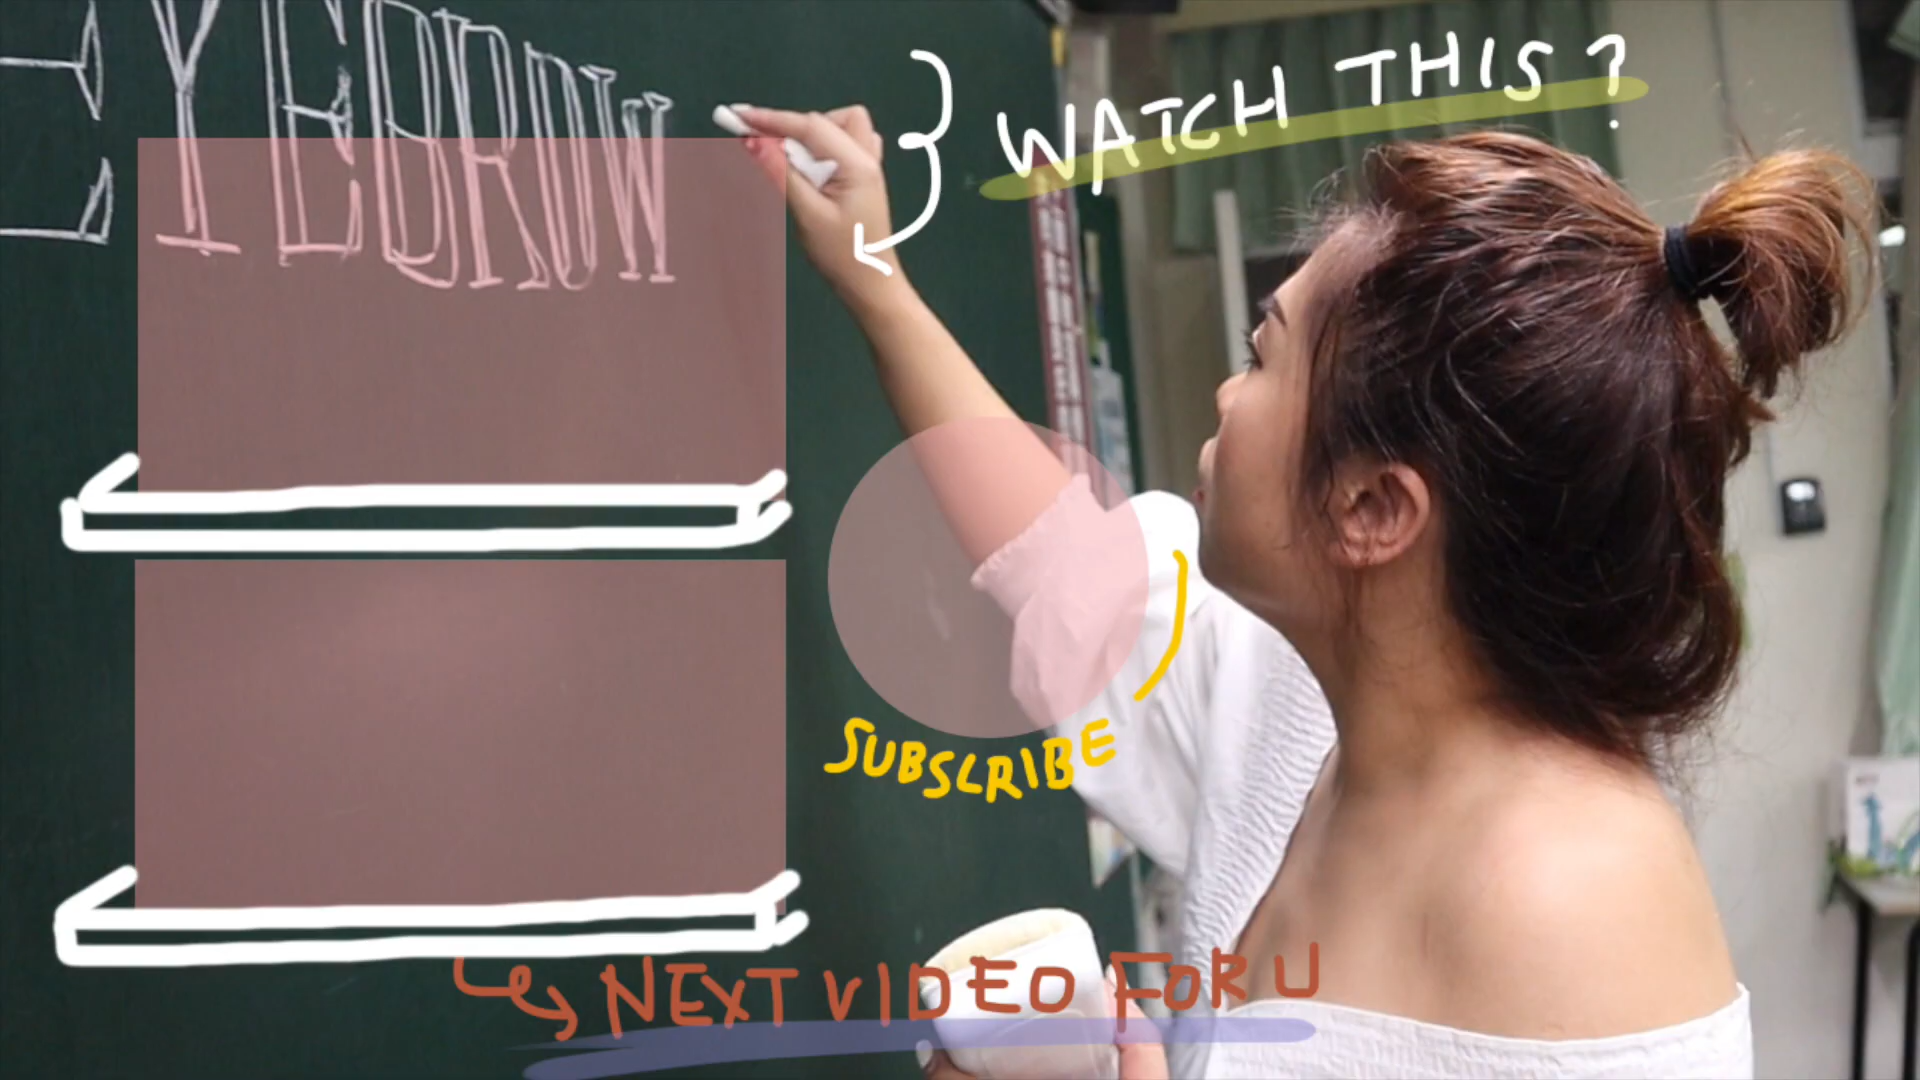 EYEBROW
WATCH THIS?
SUBSCRIBE
NEXT VIDEO FOR U